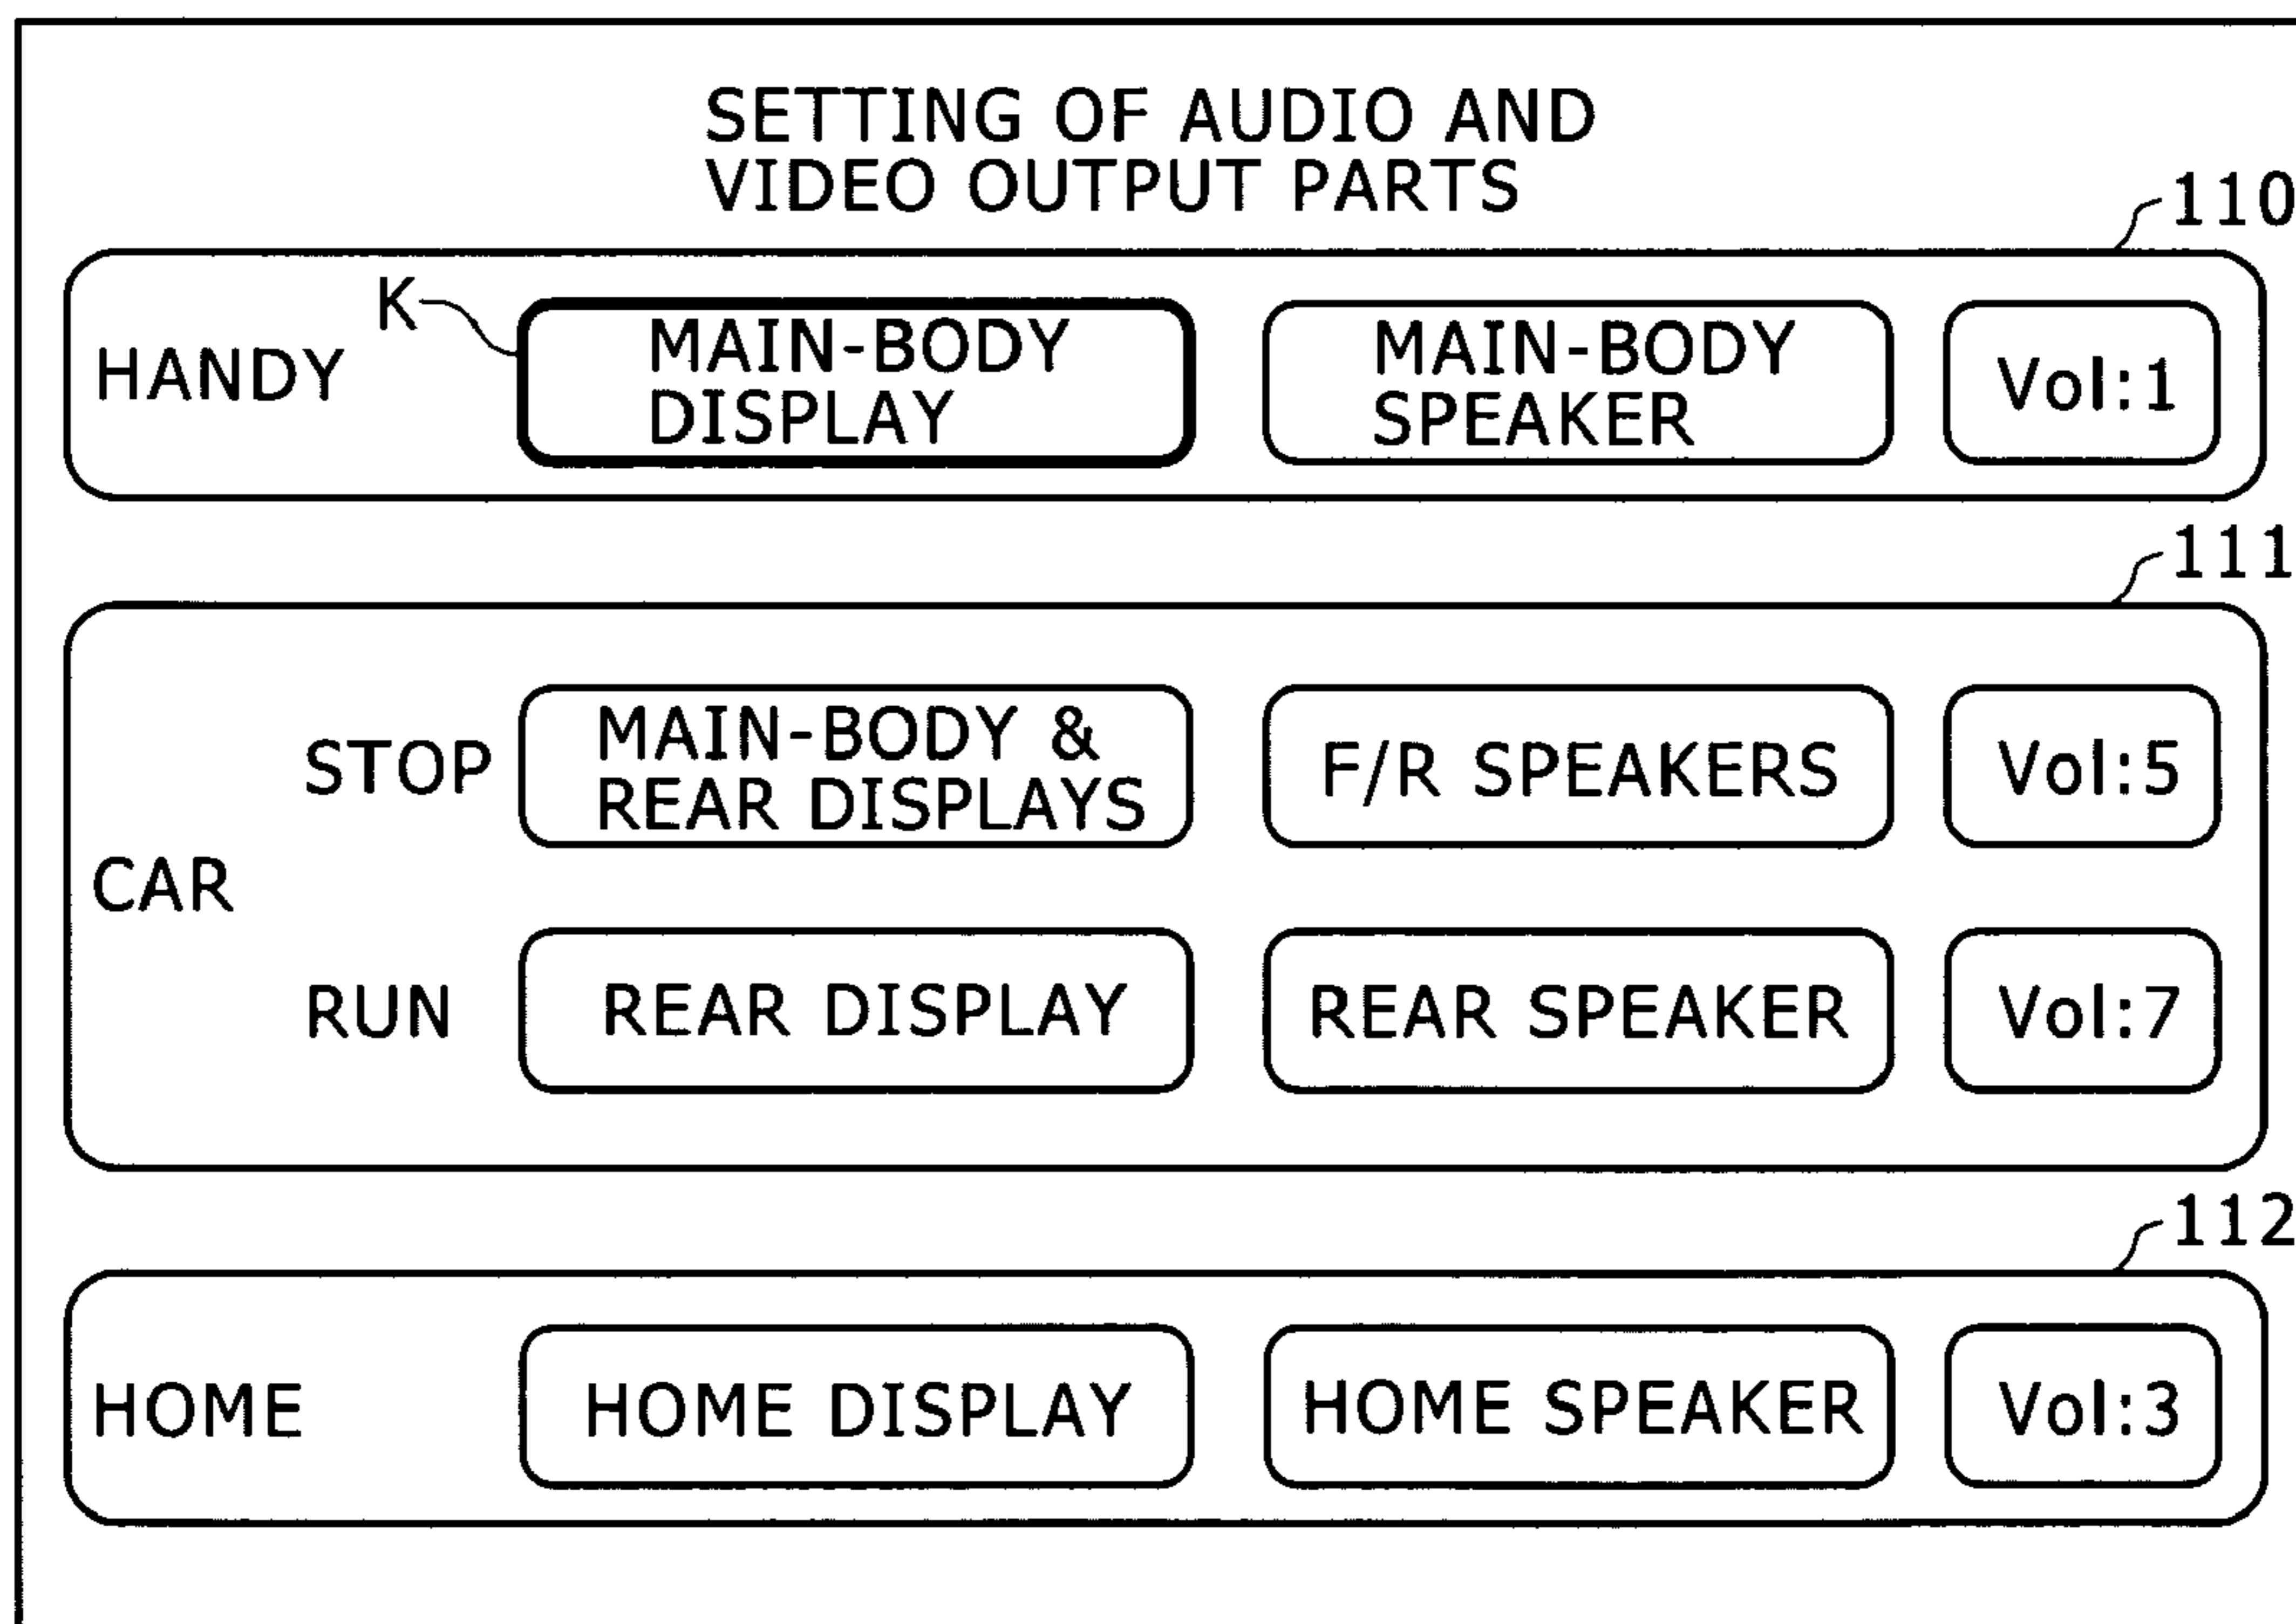 SETTING OF AUDIO AND
VIDEO OUTPUT PARTS
110
K
HANDY
MAIN-BODY
DISPLAY
MAIN-BODY
SPEAKER
Vol:1
111
CAR
STOP
MAIN-BODY &
REAR DISPLAYS
F/R SPEAKERS
Vol:5
RUN
REAR DISPLAY
REAR SPEAKER
Vol:7
112
HOME
HOME DISPLAY
HOME SPEAKER
Vol:3